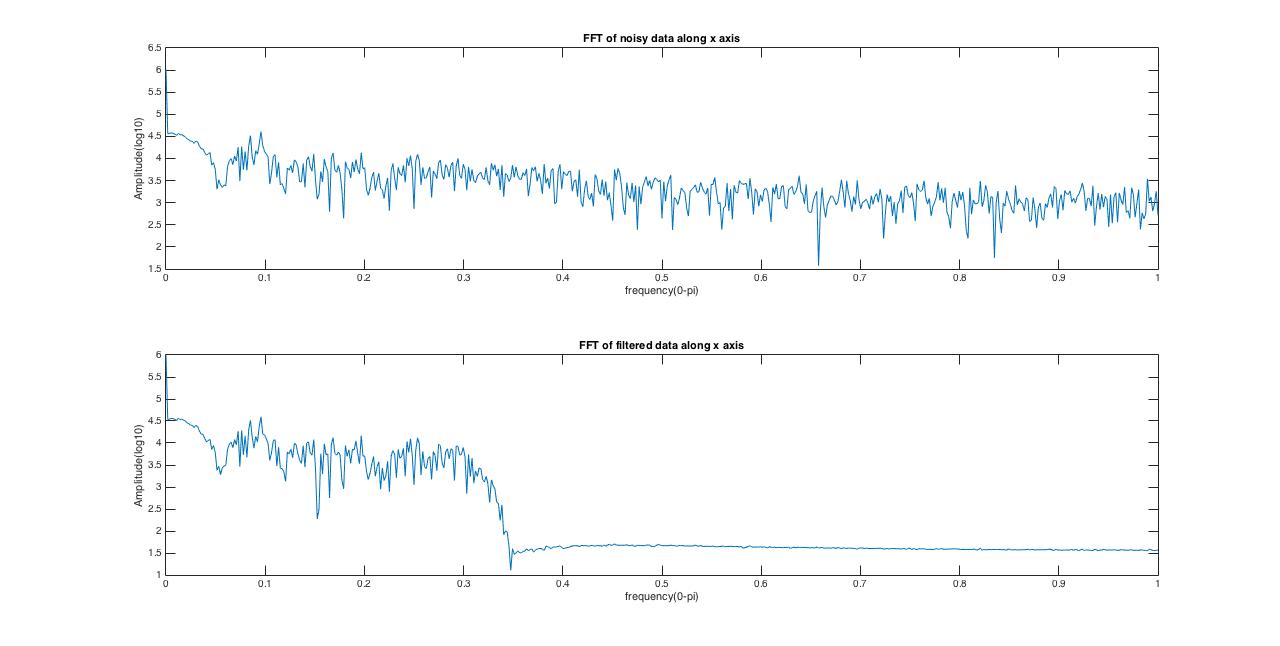 FFT of noisy data along x axis
6.5
6
5.5
5
4.5
4
3.5
3
2.5
2
1.5
Amplitude(log10)
0 0.1 0.2 0.3 0.4 0.5 0.6 0.7 0.8 0.9 1
frequency(0-pi)
FFT of filtered data along x axis
6
5.5
5
4.5
4
3.5
3
2.5
2
1.5
1
Amplitude(log10)
0 0.1 0.2 0.3 0.4 0.5 0.6 0.7 0.8 0.9 1
frequency(0-pi)